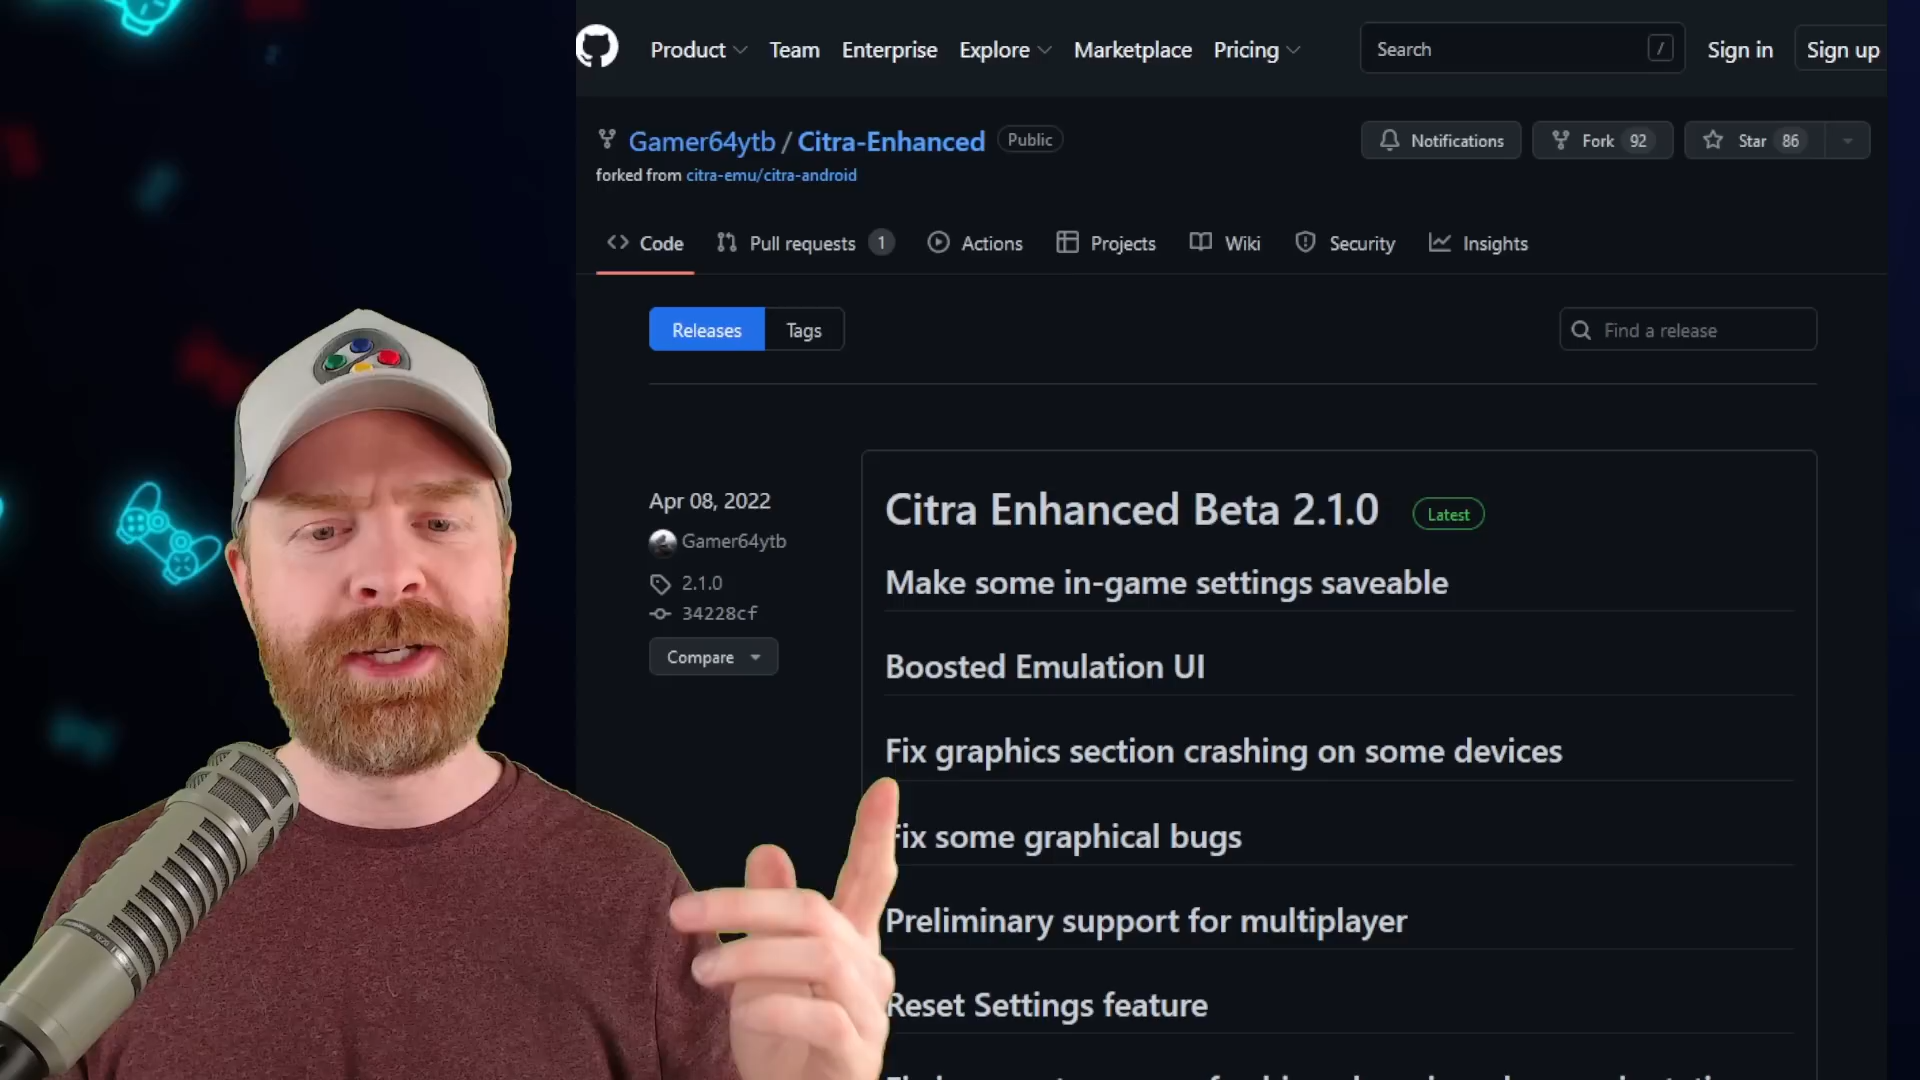 Product Team Enterprise Explore Marketplace Pricing Search / Sign in Sign up
Gamer64ytb / Citra-Enhanced Public Notifications Fork 92 Star 86
forked from citra-emu/citra-android
Code Pull requests 1 Actions Projects Wiki Security Insights
Releases Tags Find a release
Apr 08, 2022
Gamer64ytb
2.1.0
34228cf
Compare
Citra Enhanced Beta 2.1.0 Latest
Make some in-game settings saveable
Boosted Emulation UI
Fix graphics section crashing on some devices
Fix some graphical bugs
Preliminary support for multiplayer
Reset Settings feature